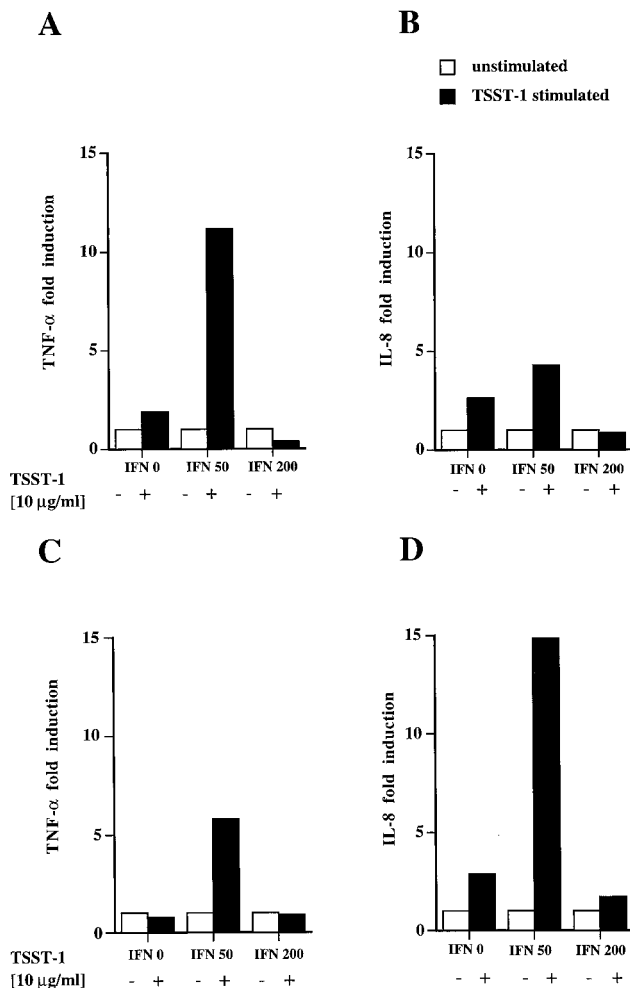 A
B
unstimulated
TSST-1 stimulated
TNF-α fold induction
15
10
5
0
IFN 0 IFN 50 IFN 200
TSST-1
[10 μg/ml]
- + - + - +
IL-8 fold induction
15
10
5
0
IFN 0 IFN 50 IFN 200
- + - + - +
C
D
TNF-α fold induction
15
10
5
0
IFN 0 IFN 50 IFN 200
TSST-1
[10 μg/ml]
- + - + - +
IL-8 fold induction
15
10
5
0
IFN 0 IFN 50 IFN 200
- + - + - +